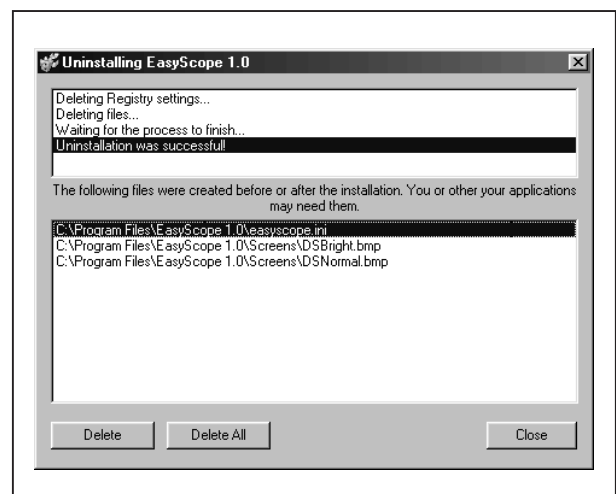 Uninstalling EasyScope 1.0
Deleting Registry settings...
Deleting files...
Waiting for the process to finish...
Uninstallation was successful!
The following files were created before or after the installation. You or other your applications
may need them.
C:\Program Files\EasyScope 1.0\easyscope.ini
C:\Program Files\EasyScope 1.0\Screens\DSBright.bmp
C:\Program Files\EasyScope 1.0\Screens\DSNormal.bmp
Delete
Delete All
Close